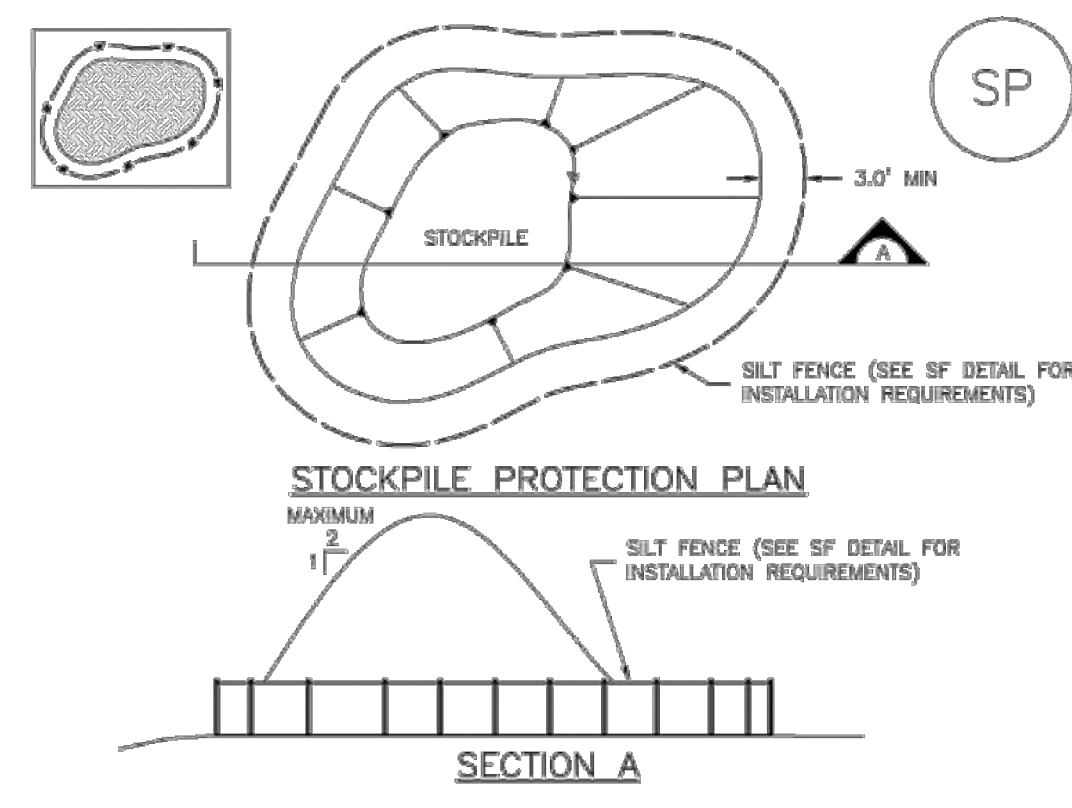 SP
3.0' MIN
STOCKPILE
A
SILT FENCE (SEE SF DETAIL FOR
INSTALLATION REQUIREMENTS)
STOCKPILE PROTECTION PLAN
MAXIMUM
2
1
SILT FENCE (SEE SF DETAIL FOR
INSTALLATION REQUIREMENTS)
SECTION A